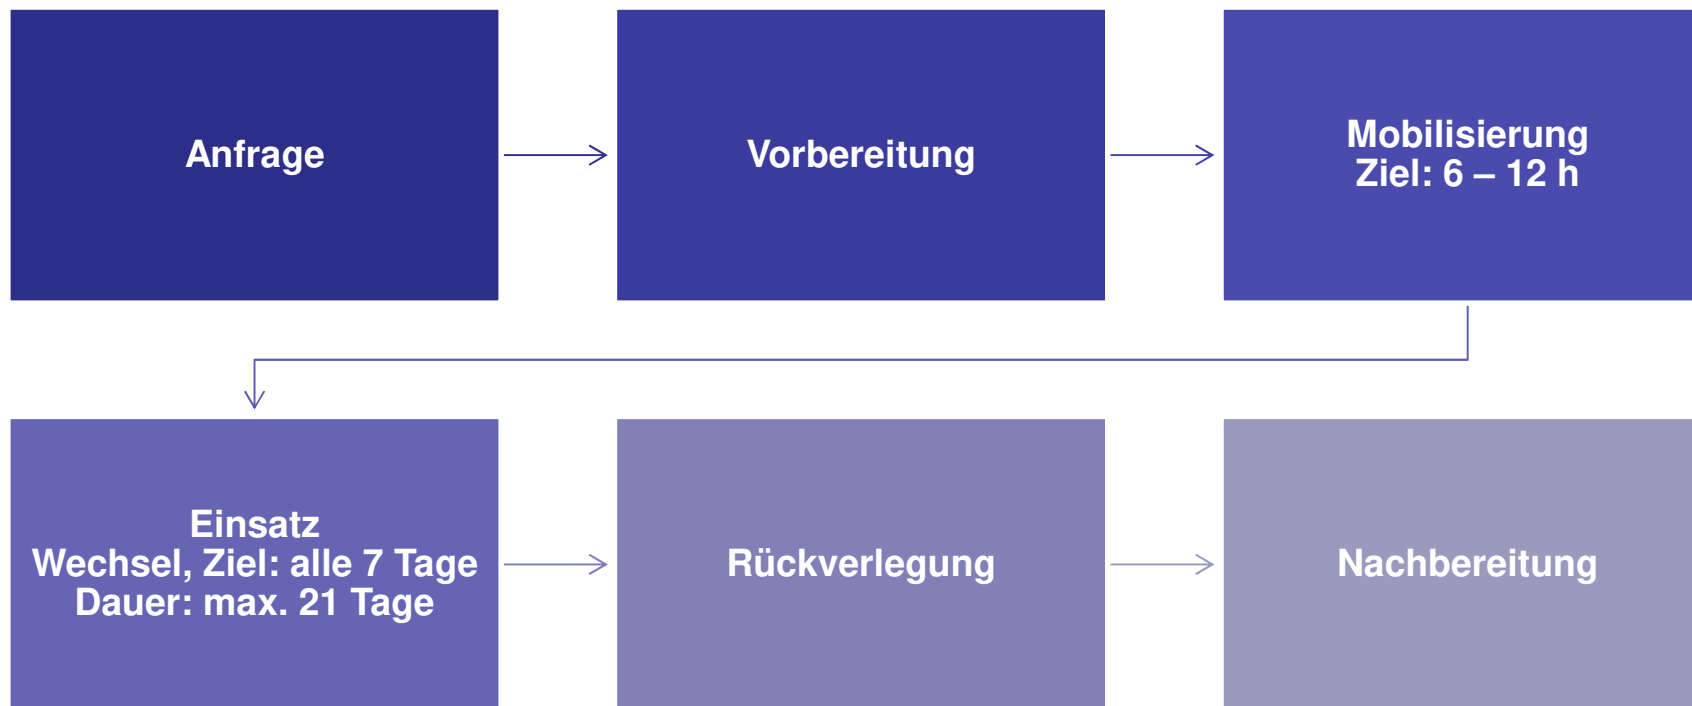 Anfrage
Vorbereitung
Mobilisierung
Ziel: 6 – 12 h
Einsatz
Wechsel, Ziel: alle 7 Tage
Dauer: max. 21 Tage
Rückverlegung
Nachbereitung